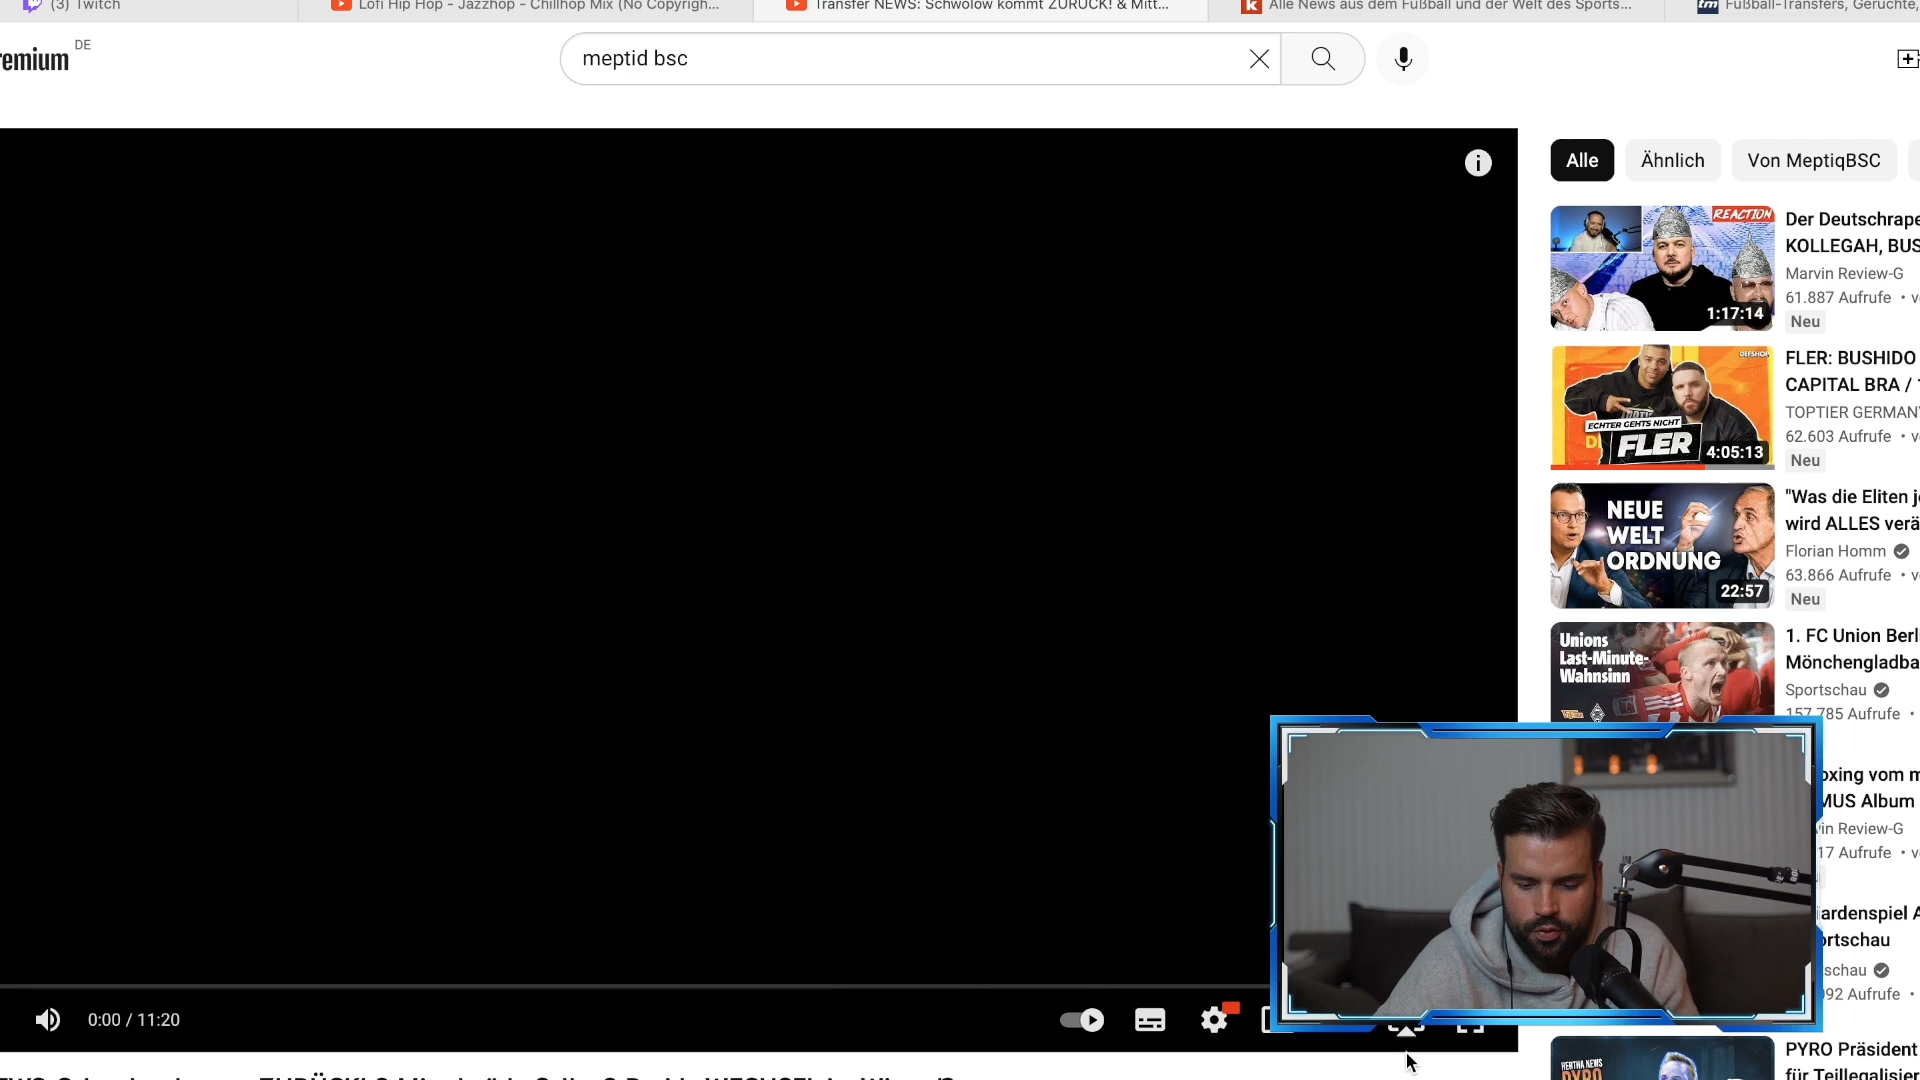 (3) Twitch
Lofi Hip Hop - Jazzhop - Chillhop Mix (No Copyrigh...
Transfer NEWS: Schwolow kommt ZURÜCK! & Mitt...
Alle News aus dem Fußball und der Welt des Sports...
Fußball-Transfers, Gerüchte,
emium
DE
meptid bsc
Alle
Ähnlich
Von MeptiqBSC
REACTION
1:17:14
Der Deutschrape
KOLLEGAH, BUS
Marvin Review-G
61.887 Aufrufe
Neu
DEFSHOP
ECHTER GEHTS NICHT
FLER
4:05:13
FLER: BUSHIDO
CAPITAL BRA /
TOPTIER GERMAN
62.603 Aufrufe
Neu
NEUE
WELT
ORDNUNG
22:57
"Was die Eliten j
wird ALLES verä
Florian Homm
63.866 Aufrufe
Neu
Unions
Last-Minute-
Wahnsinn
1. FC Union Berl
Mönchengladba
Sportschau
157.785 Aufrufe
oxing vom m
MUS Album
in Review-G
17 Aufrufe
ardenspiel A
rtschau
schau
92 Aufrufe
HERTHA NEWS
PYRO
PYRO Präsident
für Teillegalisier
0:00 / 11:20